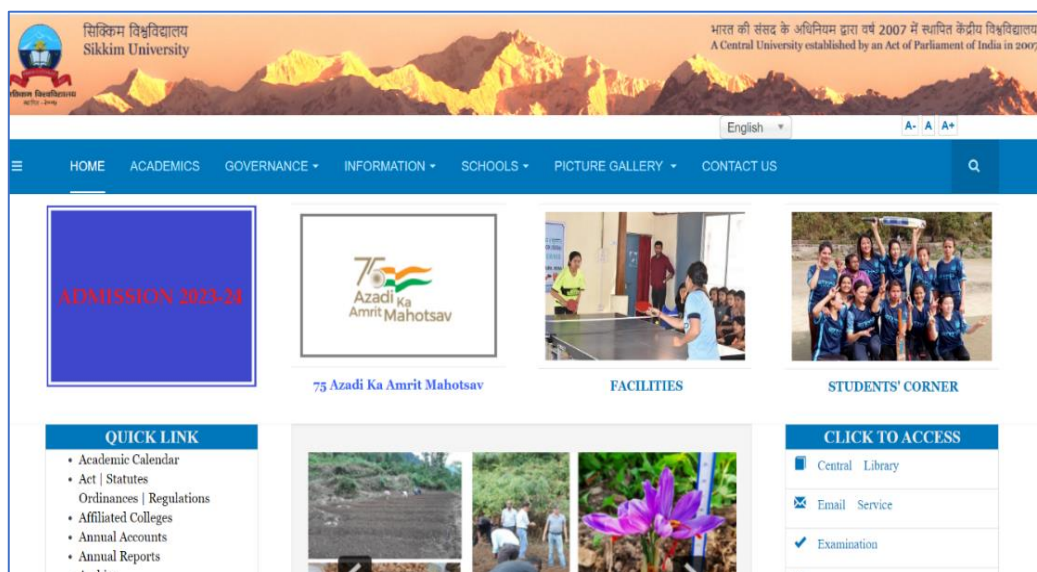 सिक्किम विश्वविद्यालय
Sikkim University
भारत की संसद के अधिनियम द्वारा वर्ष 2007 में स्थापित केंद्रीय विश्वविद्यालय
A Central University established by an Act of Parliament of India in 2007
English
A- A A+
HOME ACADEMICS GOVERNANCE INFORMATION SCHOOLS PICTURE GALLERY CONTACT US
ADMISSION 2023-24
75
Azadi Ka
Amrit Mahotsav
75 Azadi Ka Amrit Mahotsav
FACILITIES
STUDENTS' CORNER
QUICK LINK
• Academic Calendar
• Act | Statutes
Ordinances | Regulations
• Affiliated Colleges
• Annual Accounts
• Annual Reports
CLICK TO ACCESS
Central Library
Email Service
Examination